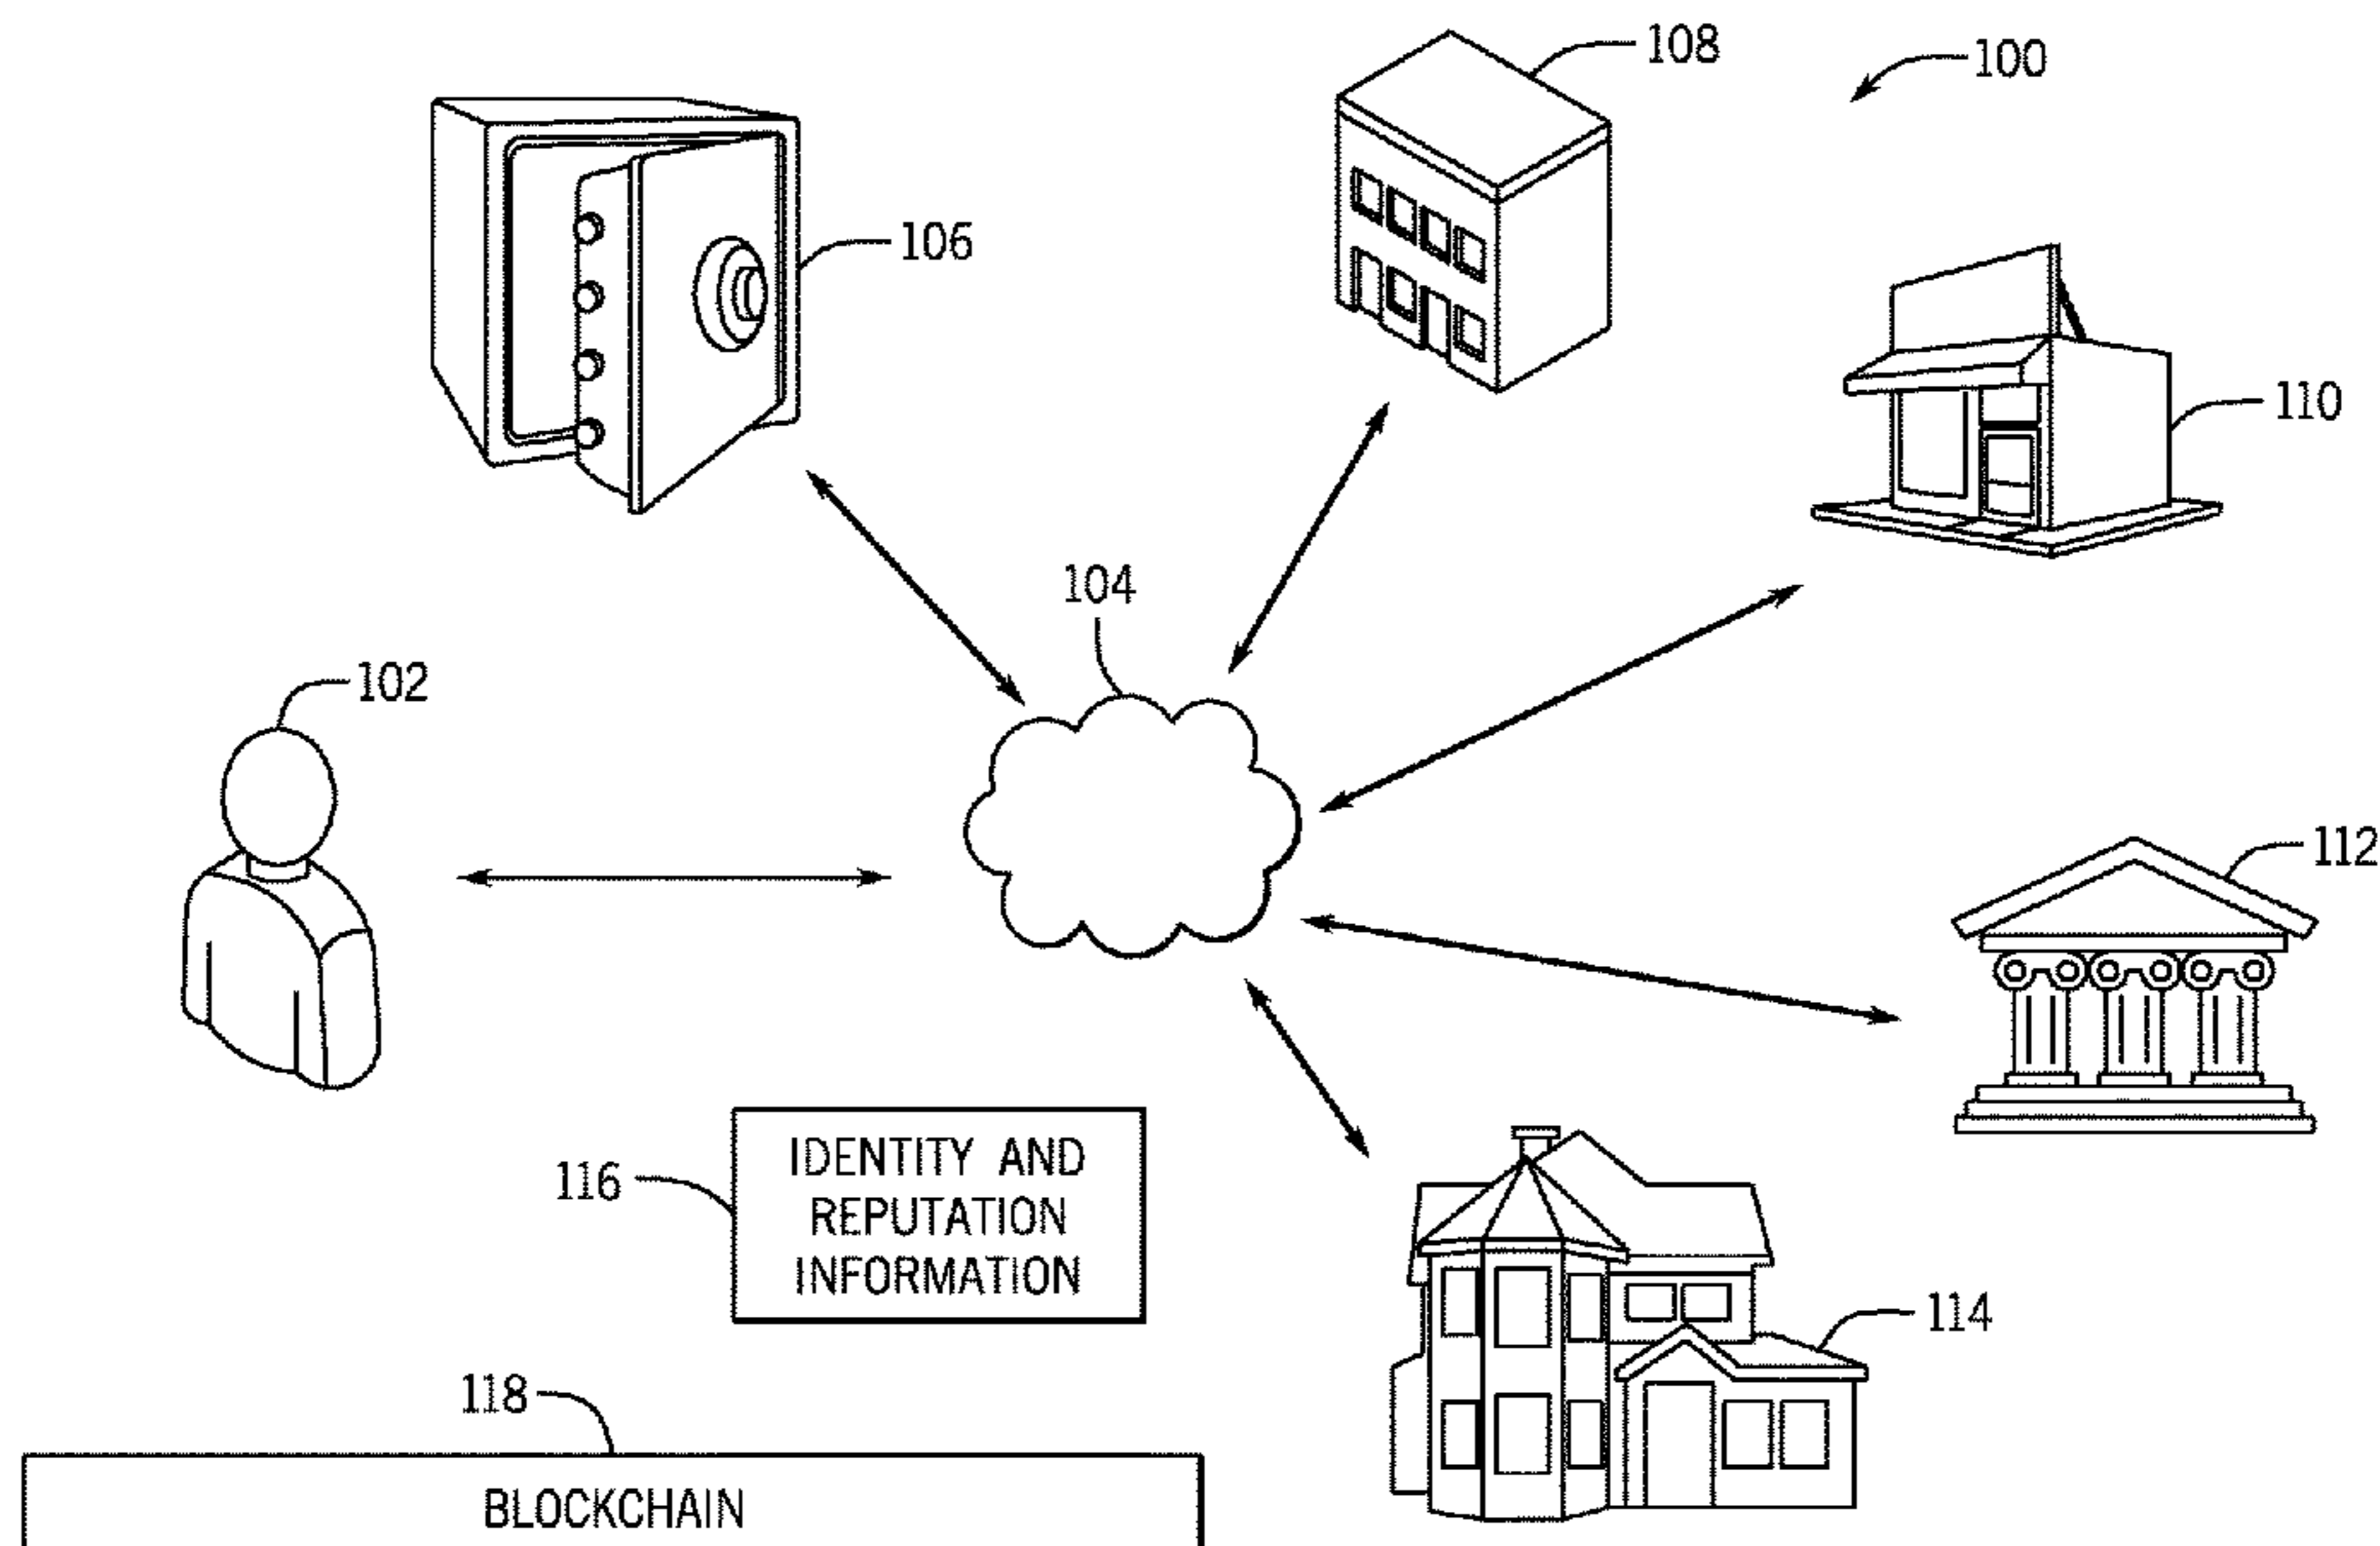 108
100
106
110
104
102
112
IDENTITY AND
REPUTATION
INFORMATION
116
114
118
BLOCKCHAIN